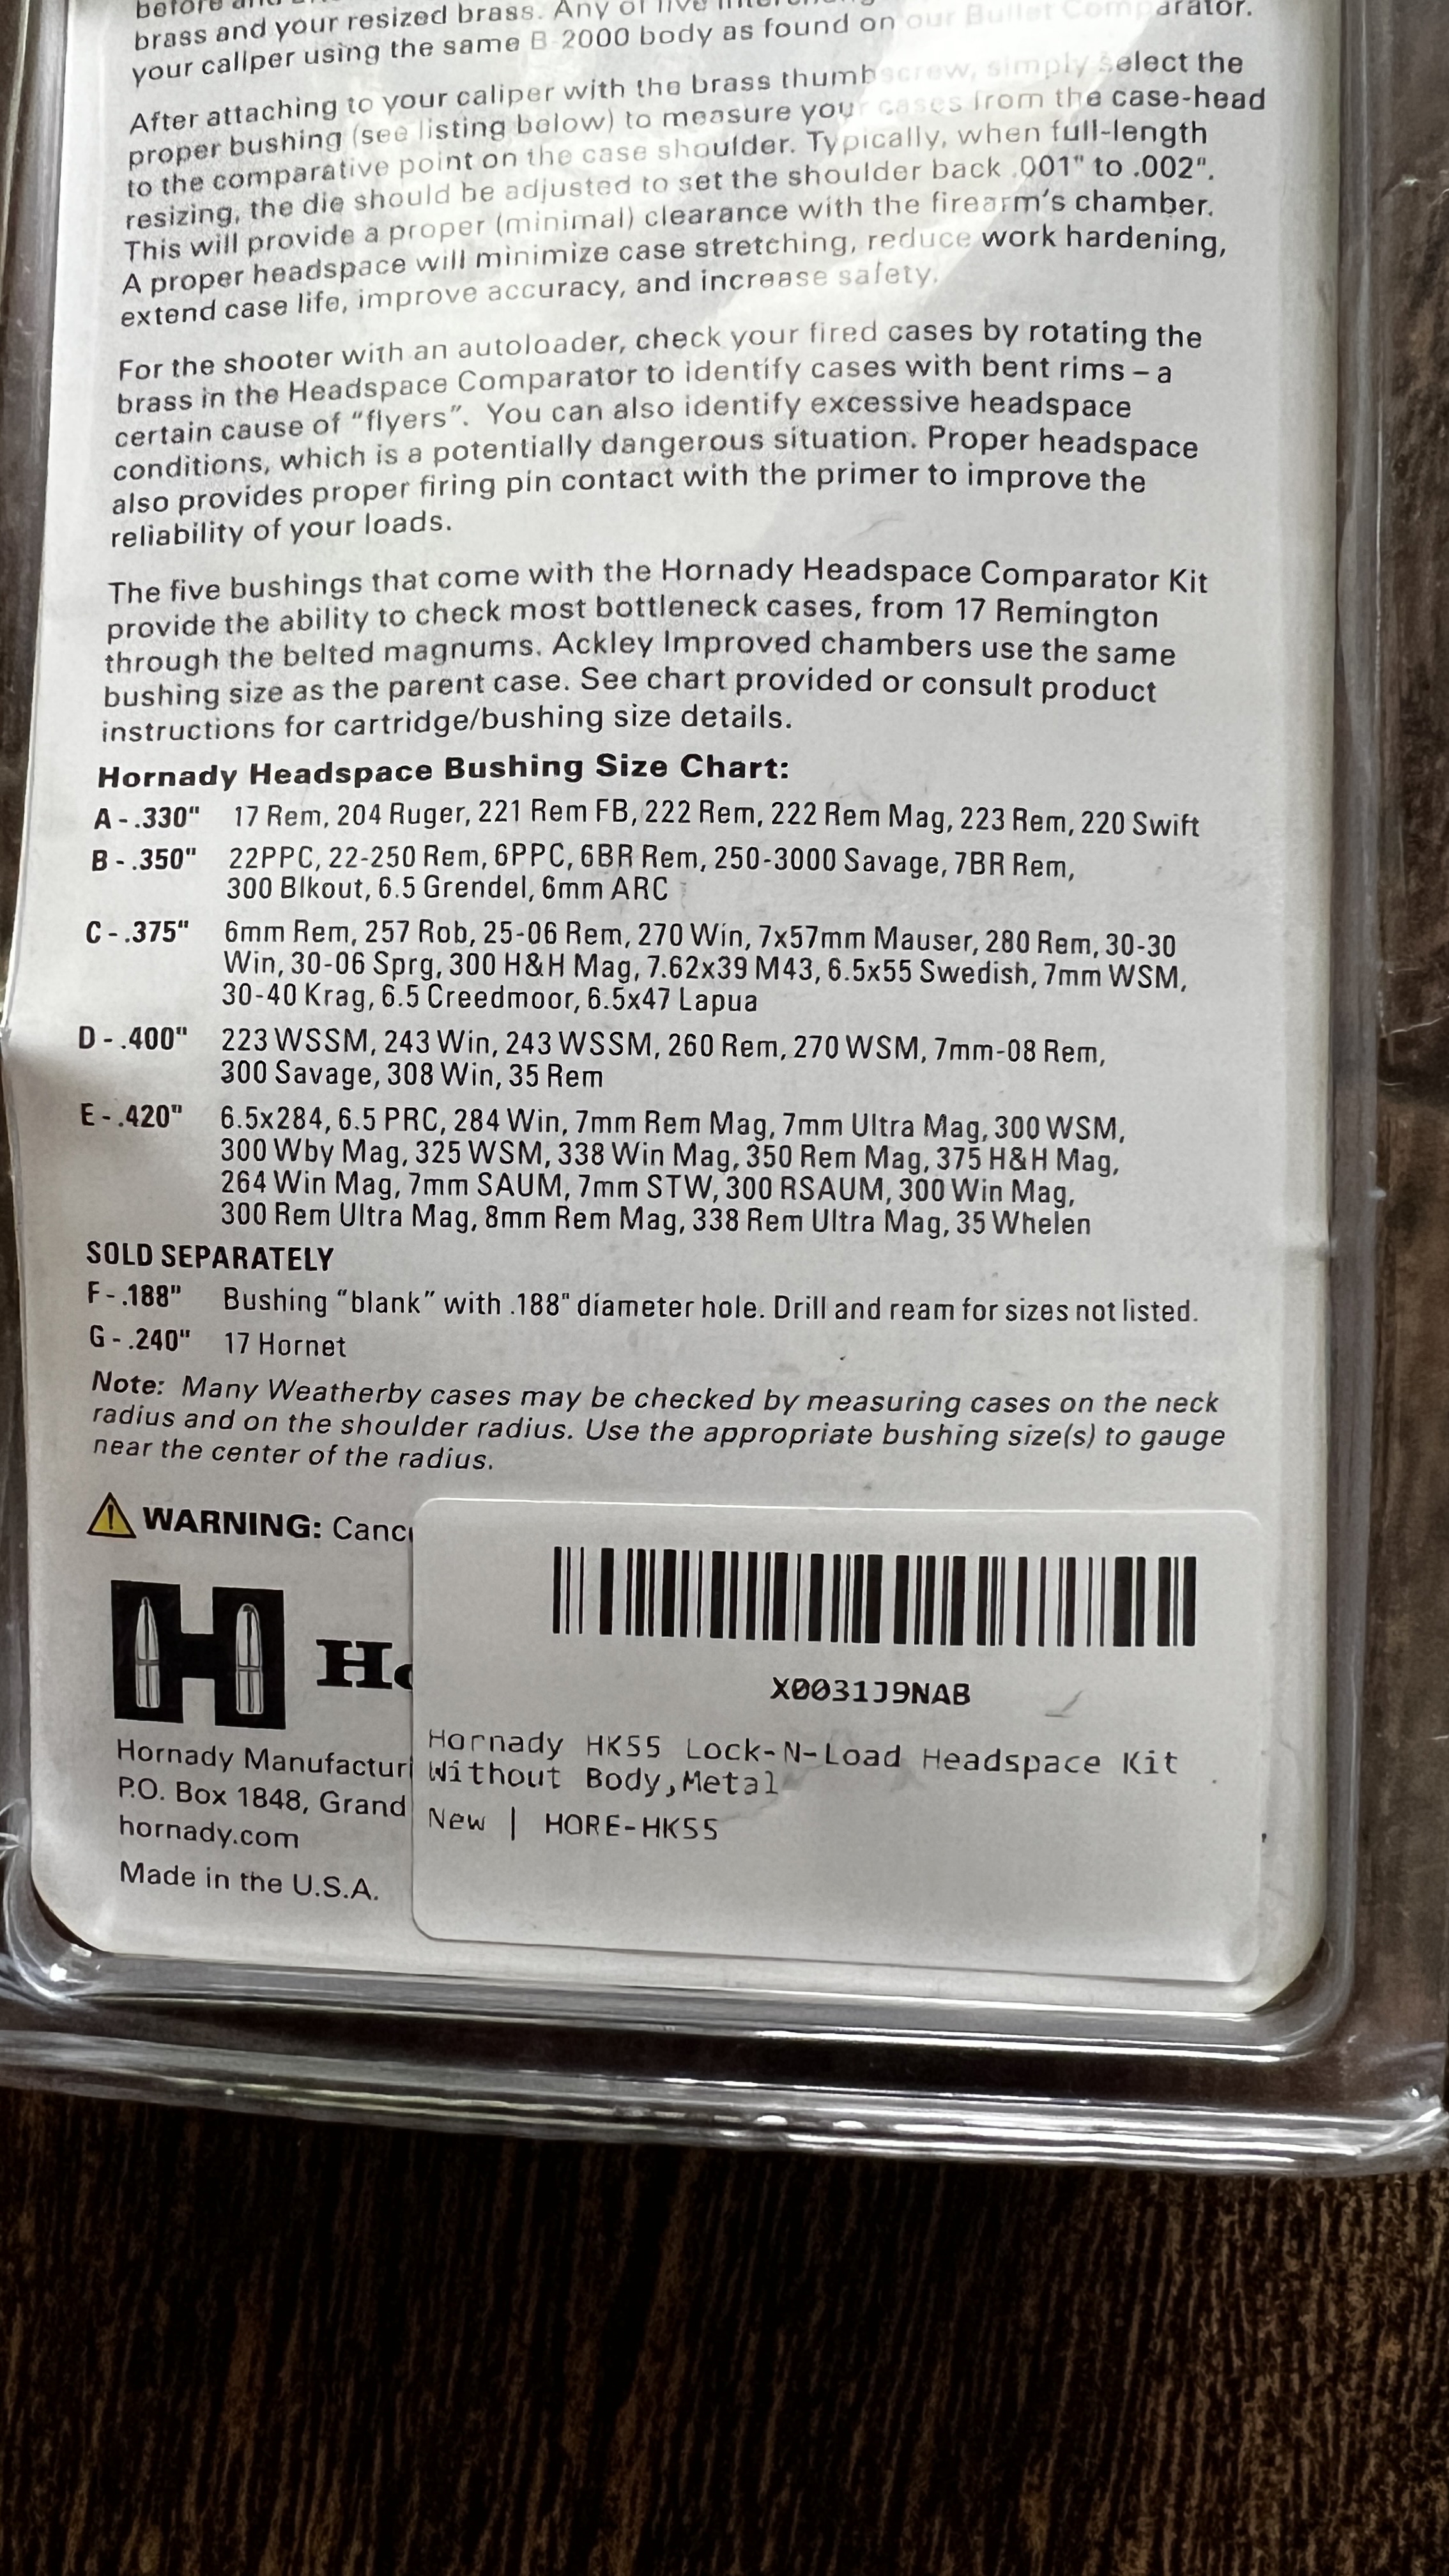 before and
brass and your resized brass. Any of five
your caliper using the same B-2000 body as found on our Bullet Comparator.
After attaching to your caliper with the brass thumbscrew, simply select the
proper bushing (see listing below) to measure your cases from the case-head
to the comparative point on the case shoulder. Typically, when full-length
resizing, the die should be adjusted to set the shoulder back .001" to .002".
This will provide a proper (minimal) clearance with the firearm's chamber.
A proper headspace will minimize case stretching, reduce work hardening,
extend case life, improve accuracy, and increase safety.
For the shooter with an autoloader, check your fired cases by rotating the
brass in the Headspace Comparator to identify cases with bent rims – a
certain cause of “flyers”. You can also identify excessive headspace
conditions, which is a potentially dangerous situation. Proper headspace
also provides proper firing pin contact with the primer to improve the
reliability of your loads.
The five bushings that come with the Hornady Headspace Comparator Kit
provide the ability to check most bottleneck cases, from 17 Remington
through the belted magnums. Ackley Improved chambers use the same
bushing size as the parent case. See chart provided or consult product
instructions for cartridge/bushing size details.
Hornady Headspace Bushing Size Chart:
A - .330" 17 Rem, 204 Ruger, 221 Rem FB, 222 Rem, 222 Rem Mag, 223 Rem, 220 Swift
B - .350" 22PPC, 22-250 Rem, 6PPC, 6BR Rem, 250-3000 Savage, 7BR Rem,
300 Blkout, 6.5 Grendel, 6mm ARC
C - .375" 6mm Rem, 257 Rob, 25-06 Rem, 270 Win, 7x57mm Mauser, 280 Rem, 30-30
Win, 30-06 Sprg, 300 H&H Mag, 7.62x39 M43, 6.5x55 Swedish, 7mm WSM,
30-40 Krag, 6.5 Creedmoor, 6.5x47 Lapua
D - .400" 223 WSSM, 243 Win, 243 WSSM, 260 Rem, 270 WSM, 7mm-08 Rem,
300 Savage, 308 Win, 35 Rem
E - .420" 6.5x284, 6.5 PRC, 284 Win, 7mm Rem Mag, 7mm Ultra Mag, 300 WSM,
300 Wby Mag, 325 WSM, 338 Win Mag, 350 Rem Mag, 375 H&H Mag,
264 Win Mag, 7mm SAUM, 7mm STW, 300 RSAUM, 300 Win Mag,
300 Rem Ultra Mag, 8mm Rem Mag, 338 Rem Ultra Mag, 35 Whelen
SOLD SEPARATELY
F - .188" Bushing “blank” with .188" diameter hole. Drill and ream for sizes not listed.
G - .240" 17 Hornet
Note: Many Weatherby cases may be checked by measuring cases on the neck
radius and on the shoulder radius. Use the appropriate bushing size(s) to gauge
near the center of the radius.
WARNING: Canc
H Ho
Hornady Manufacturi
P.O. Box 1848, Grand
hornady.com
Made in the U.S.A.
X0031J9NAB
Hornady HK55 Lock-N-Load Headspace Kit
Without Body,Metal
New | HORE-HK55